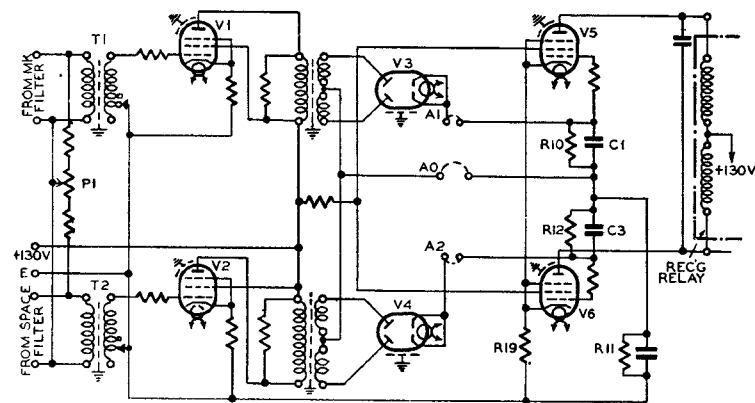 V1
V5
T1
FROM MK
FILTER
V3
A1
R10
C1
P1
A0
+130V
R12
C3
+130V
A2
V2
E
REC'G
RELAY
T2
FROM SPACE
FILTER
V4
V6
R19
R11